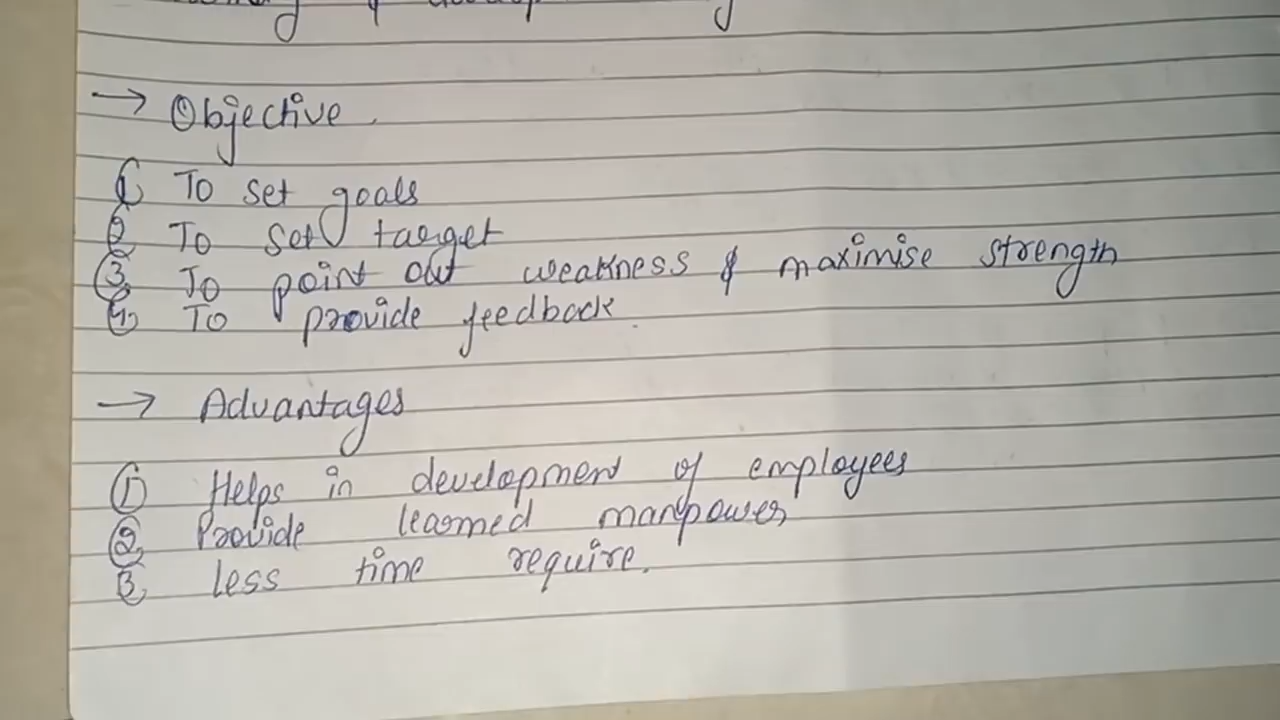 → Objective
① To set goals
② To set target
③ To point out weakness & maximise strength
④ To provide feedback
→ Advantages
① Helps in development of employees
② Provide learned manpower
③ less time require.